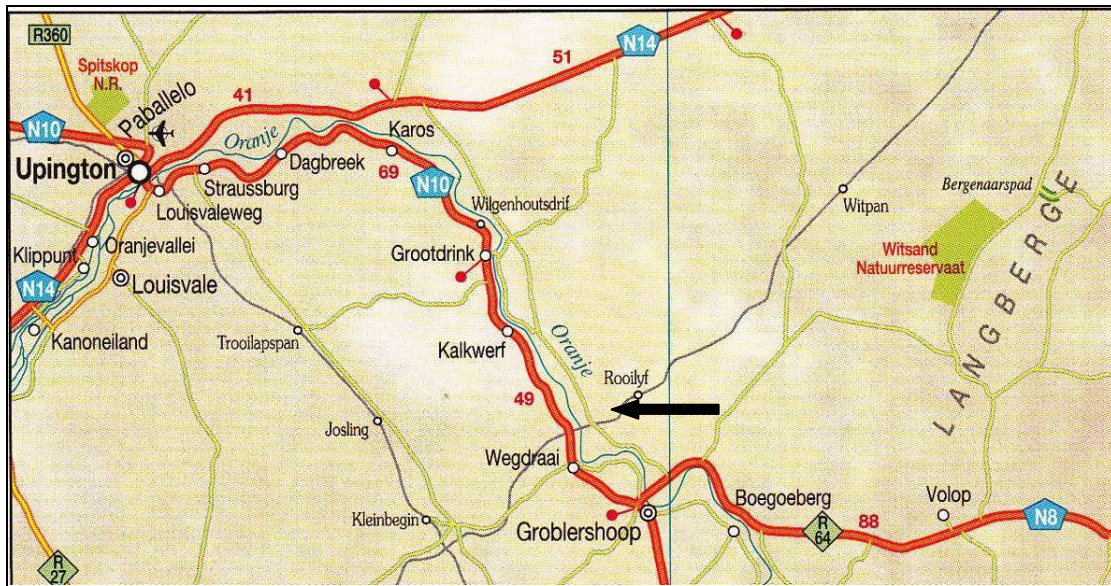 R360
N14
51
Spitskop
N.R.
41
N10
Paballelo
Oranje
Karos
Upington
Dagbreek
69
Straussburg
N10
Bergenaarspad
Louisvaleweg
Witpan
Wilgenhoutsdrif
Oranjevallei
Klippunt
Grootdrink
Witsand
Natuurreservaat
LANGBERGE
N14
Louisvale
Kanoneiland
Trooilapspan
Kalkwerf
Oranje
Rooilyf
49
Josling
Wegdraai
Boegoeberg
Volop
Kleinbegin
Groblershoop
R
64
88
N8
R
27